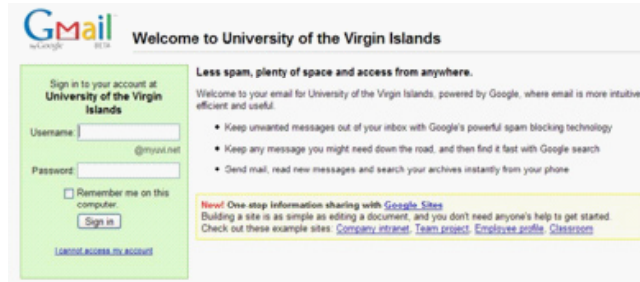 Gmail
by Google BETA
Welcome to University of the Virgin Islands
Sign in to your account at
University of the Virgin
Islands
Username:
@myuvi.net
Password:
Remember me on this
computer.
Sign in
I cannot access my account
Less spam, plenty of space and access from anywhere.
Welcome to your email for University of the Virgin Islands, powered by Google, where email is more intuitive
efficient and useful.
Keep unwanted messages out of your inbox with Google's powerful spam blocking technology
Keep any message you might need down the road, and then find it fast with Google search
Send mail, read new messages and search your archives instantly from your phone
New! One-stop information sharing with Google Sites
Building a site is as simple as editing a document, and you don't need anyone's help to get started.
Check out these example sites: Company intranet, Team project, Employee profile, Classroom